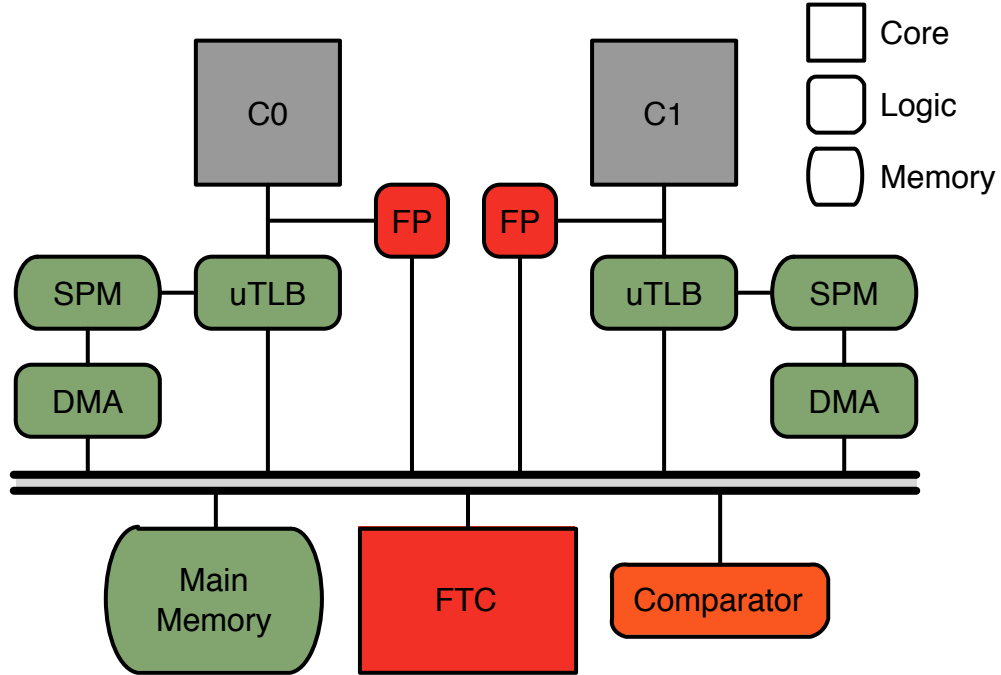 C0
C1
Core
Logic
Memory
FP
FP
SPM
uTLB
uTLB
SPM
DMA
DMA
Main
Memory
FTC
Comparator